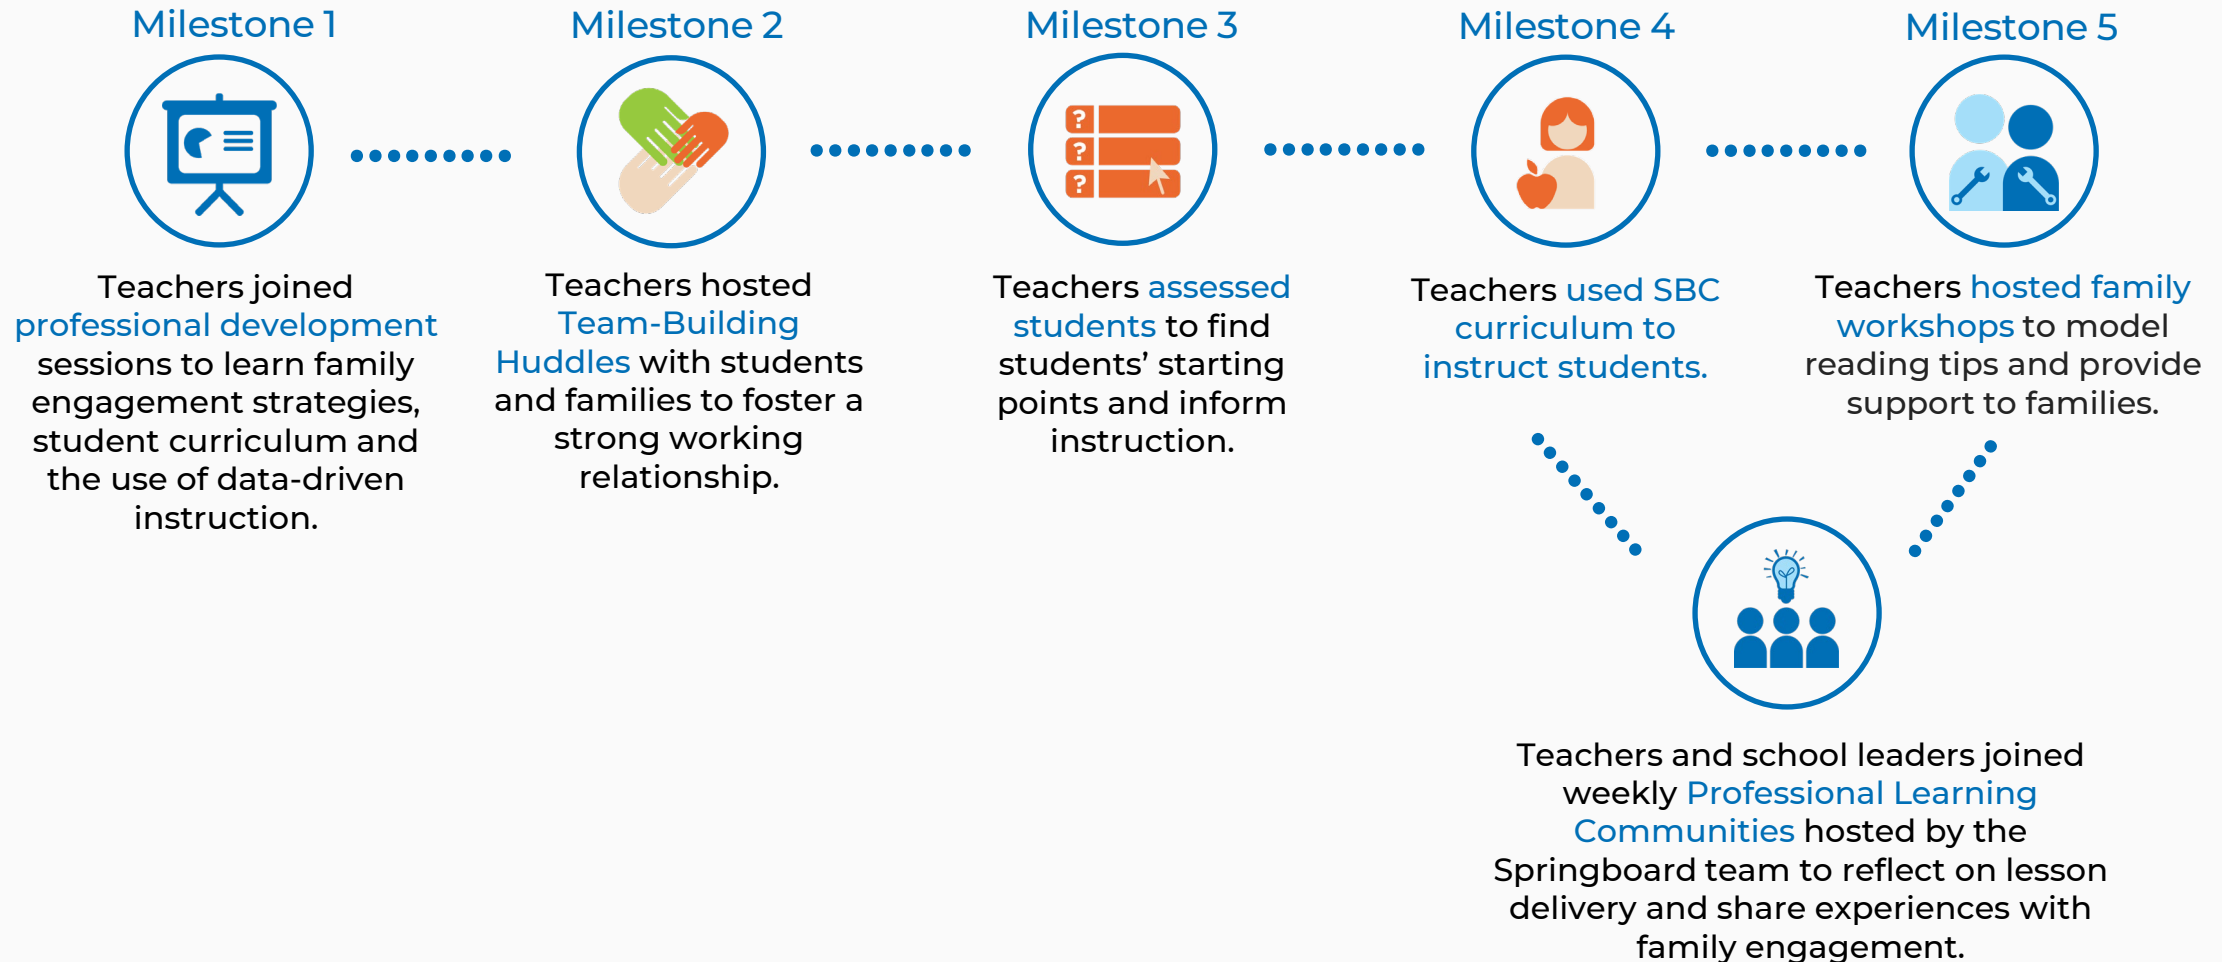 Milestone 1
Teachers joined
professional development
sessions to learn family
engagement strategies,
student curriculum and
the use of data-driven
instruction.
Milestone 2
Teachers hosted
Team-Building
Huddles with students
and families to foster a
strong working
relationship.
Milestone 3
?
?
?
Teachers assessed
students to find
students’ starting
points and inform
instruction.
Milestone 4
Teachers used SBC
curriculum to
instruct students.
Milestone 5
Teachers hosted family
workshops to model
reading tips and provide
support to families.
Teachers and school leaders joined
weekly Professional Learning
Communities hosted by the
Springboard team to reflect on lesson
delivery and share experiences with
family engagement.